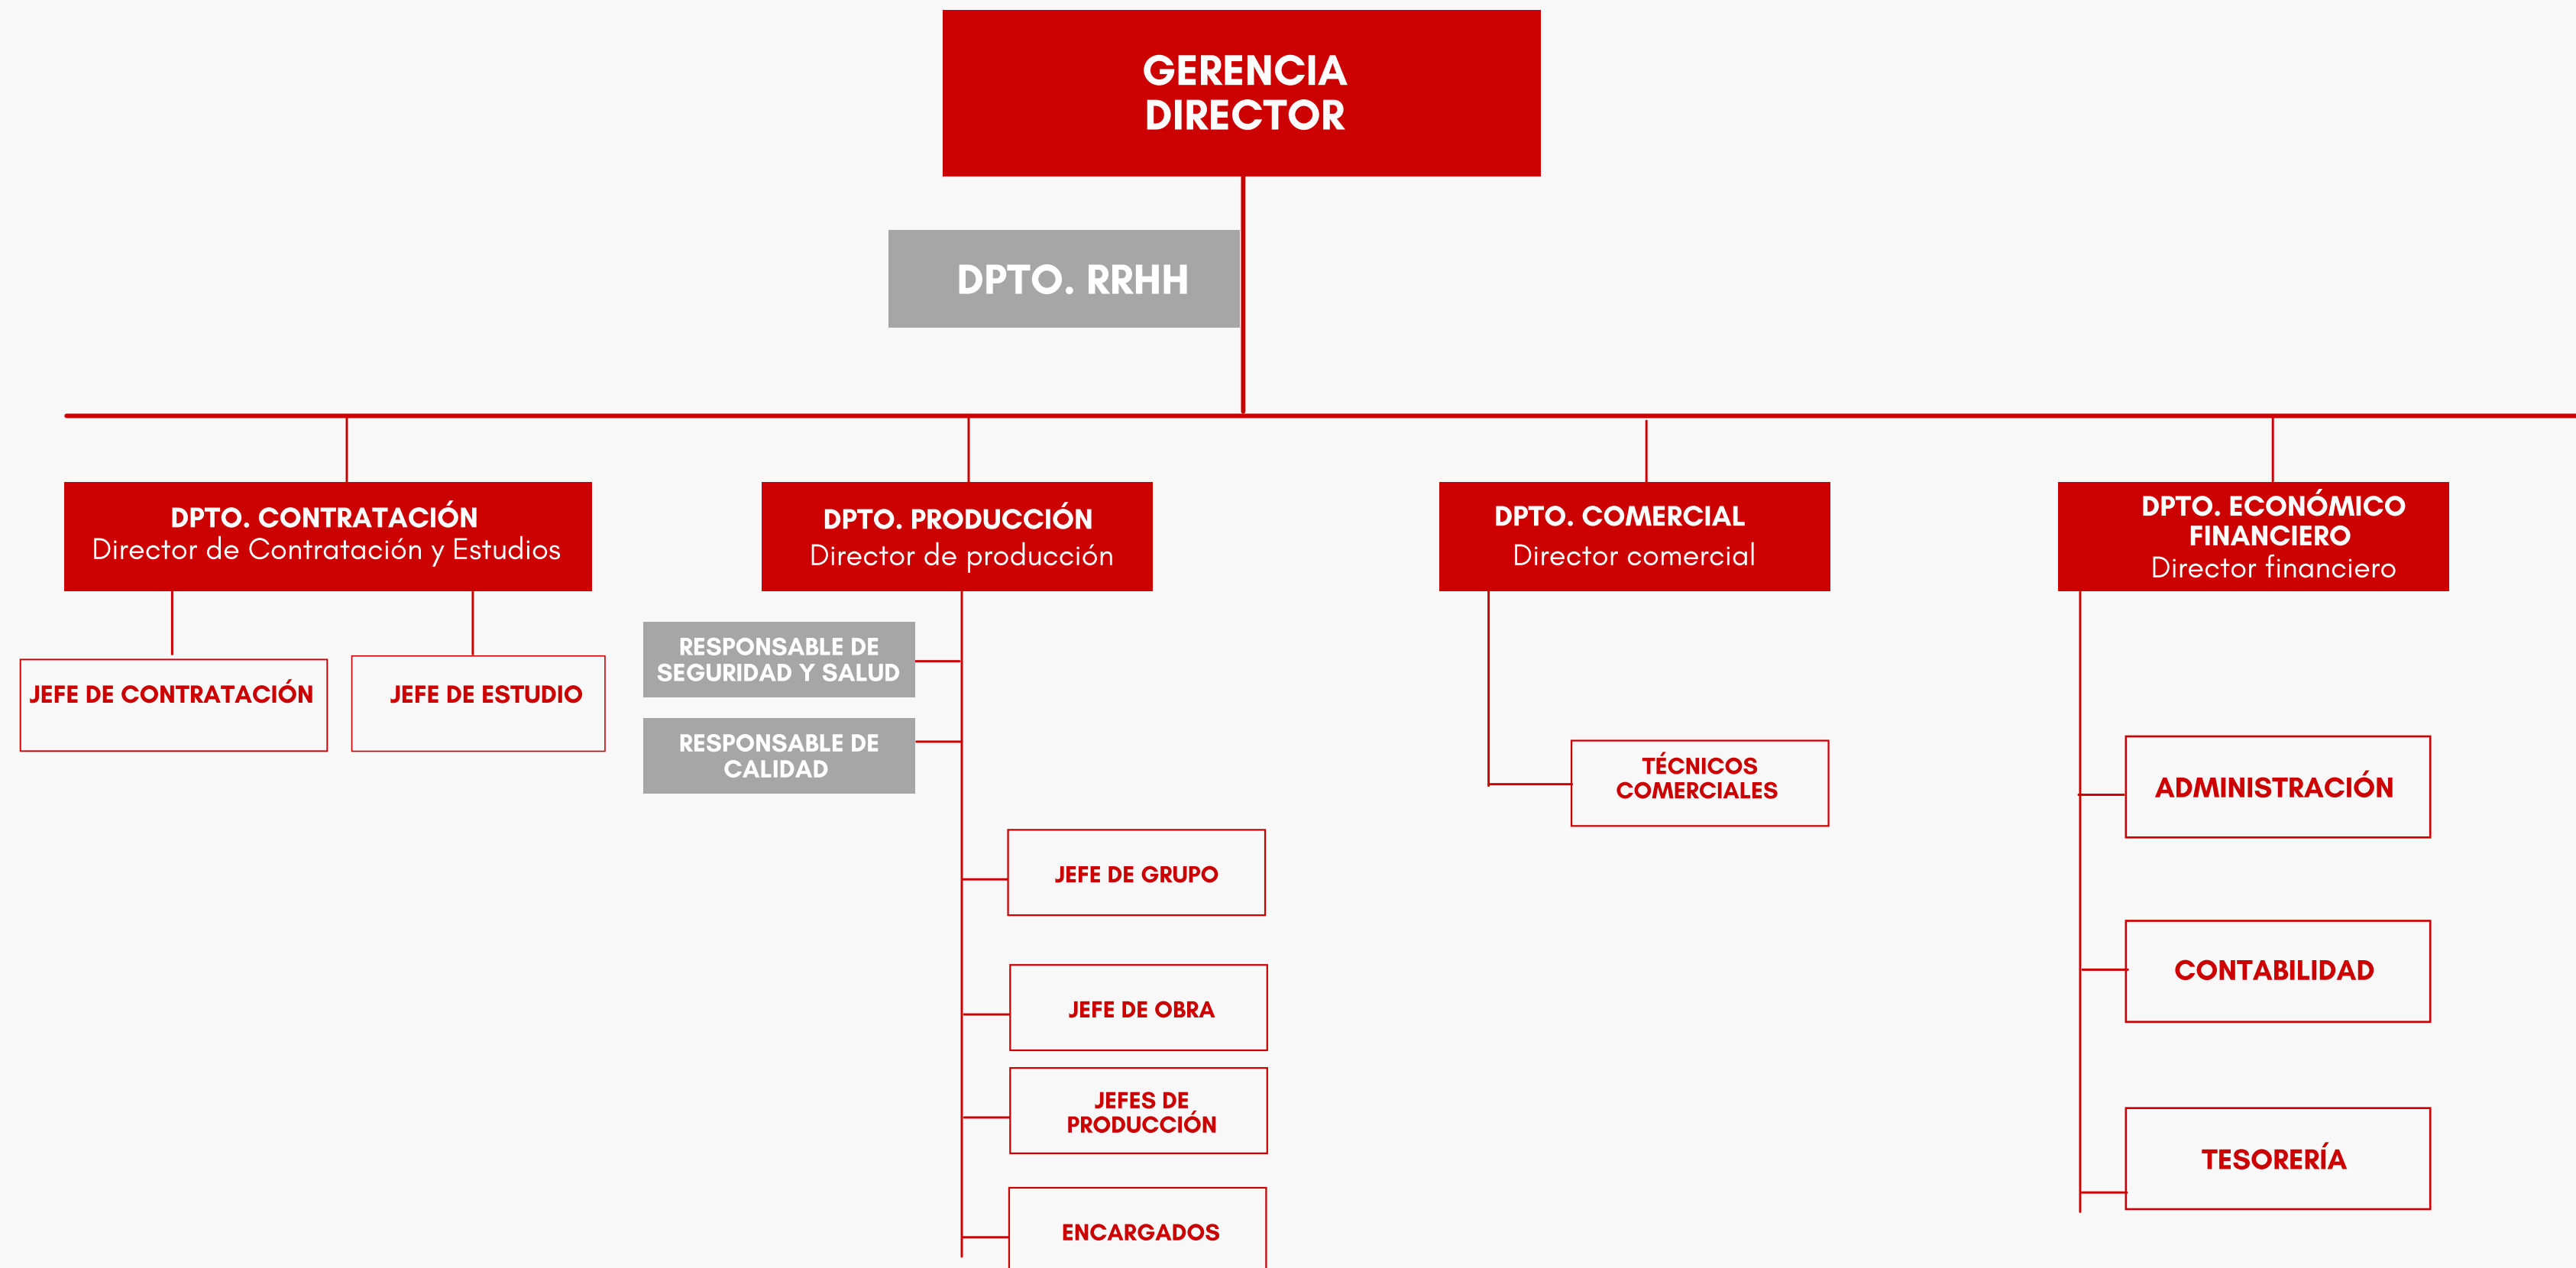 GERENCIA
DIRECTOR
DPTO. RRHH
DPTO. CONTRATACIÓN
Director de Contratación y Estudios
JEFE DE CONTRATACIÓN
JEFE DE ESTUDIO
DPTO. PRODUCCIÓN
Director de producción
RESPONSABLE DE
SEGURIDAD Y SALUD
RESPONSABLE DE
CALIDAD
JEFE DE GRUPO
JEFE DE OBRA
JEFES DE
PRODUCCIÓN
ENCARGADOS
DPTO. COMERCIAL
Director comercial
TÉCNICOS
COMERCIALES
DPTO. ECONÓMICO
FINANCIERO
Director financiero
ADMINISTRACIÓN
CONTABILIDAD
TESORERÍA